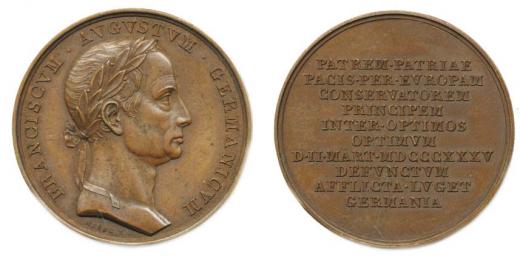 FRANCISCVM · AVGVSTVM · GERMANICVM
PATREM·PATRIAE
PACIS·PER·EVROPAM
CONSERVATOREM
PRINCIPEM
INTER·OPTIMOS
OPTIMVM
D·II·MART·MDCCCXXXV
DEFUNCTVM
AFFLICTA·LVGET
GERMANIA